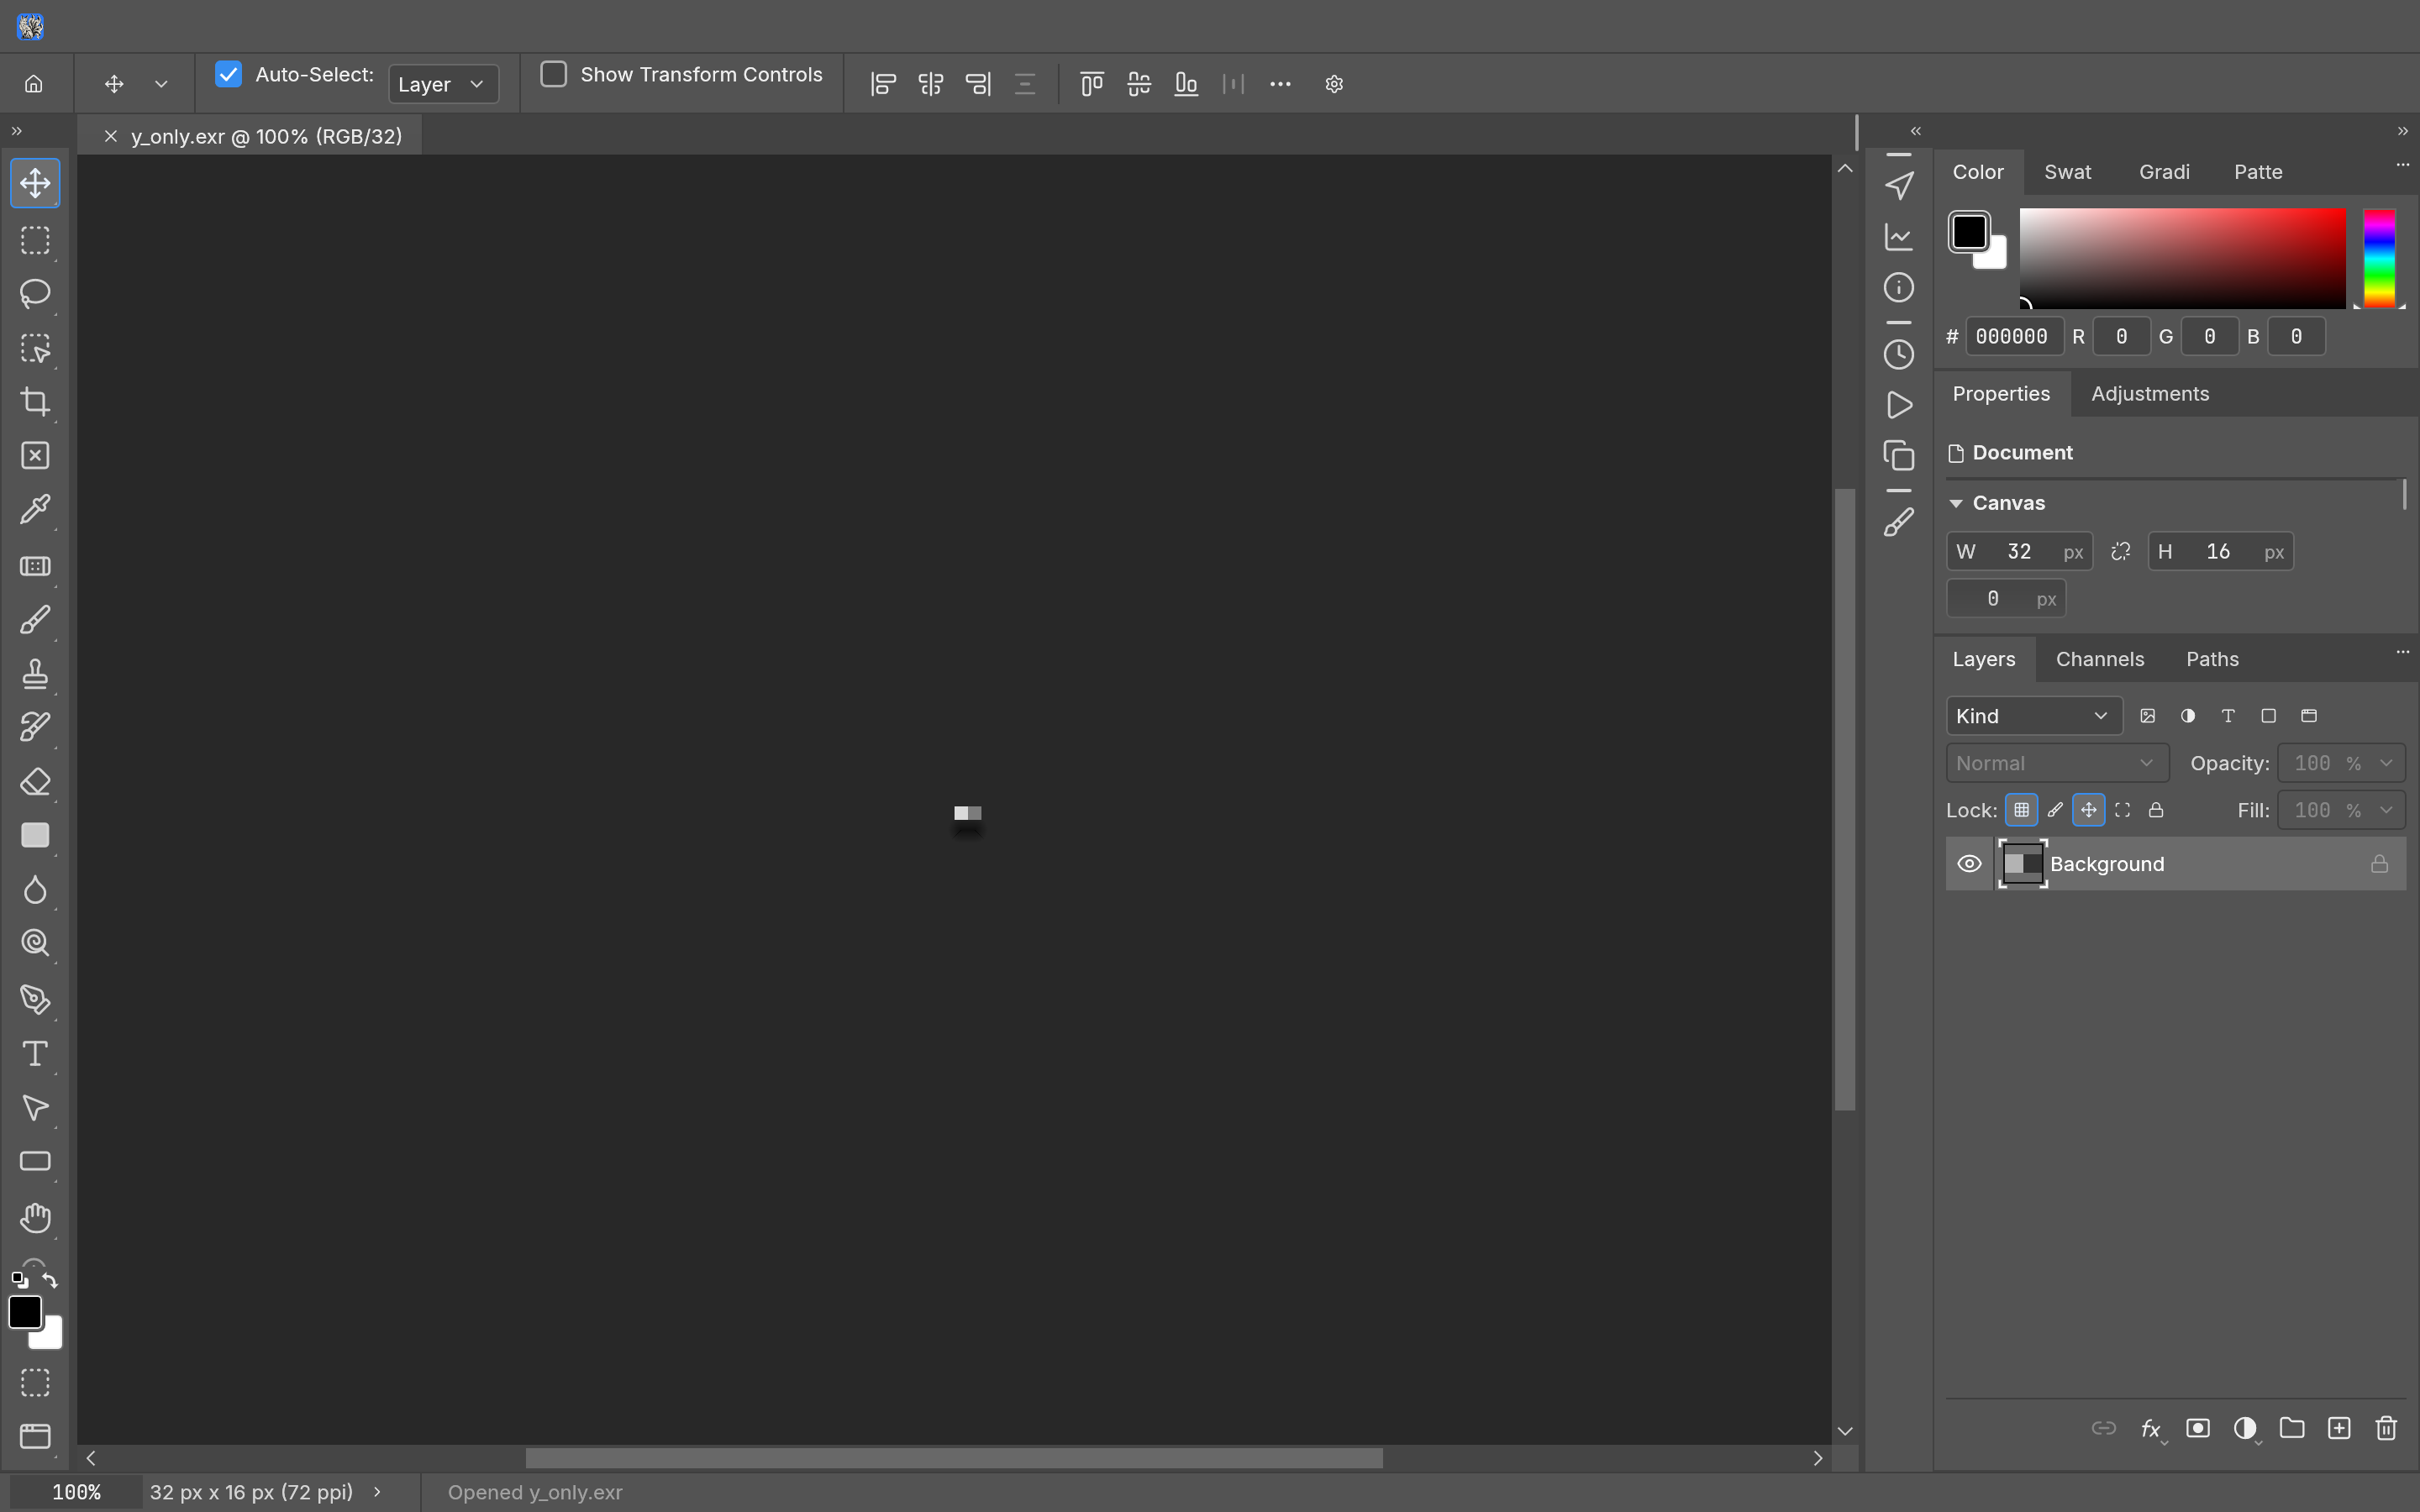 Auto-Select: Layer Show Transform Controls
y_only.exr @ 100% (RGB/32)
Color Swat Gradi Patte
# 000000 R 0 G 0 B 0
Properties Adjustments
Document
Canvas
W 32 px H 16 px
0 px
Layers Channels Paths
Kind
Normal Opacity: 100 %
Lock: Fill: 100 %
Background
fx
100% 32 px x 16 px (72 ppi) Opened y_only.exr